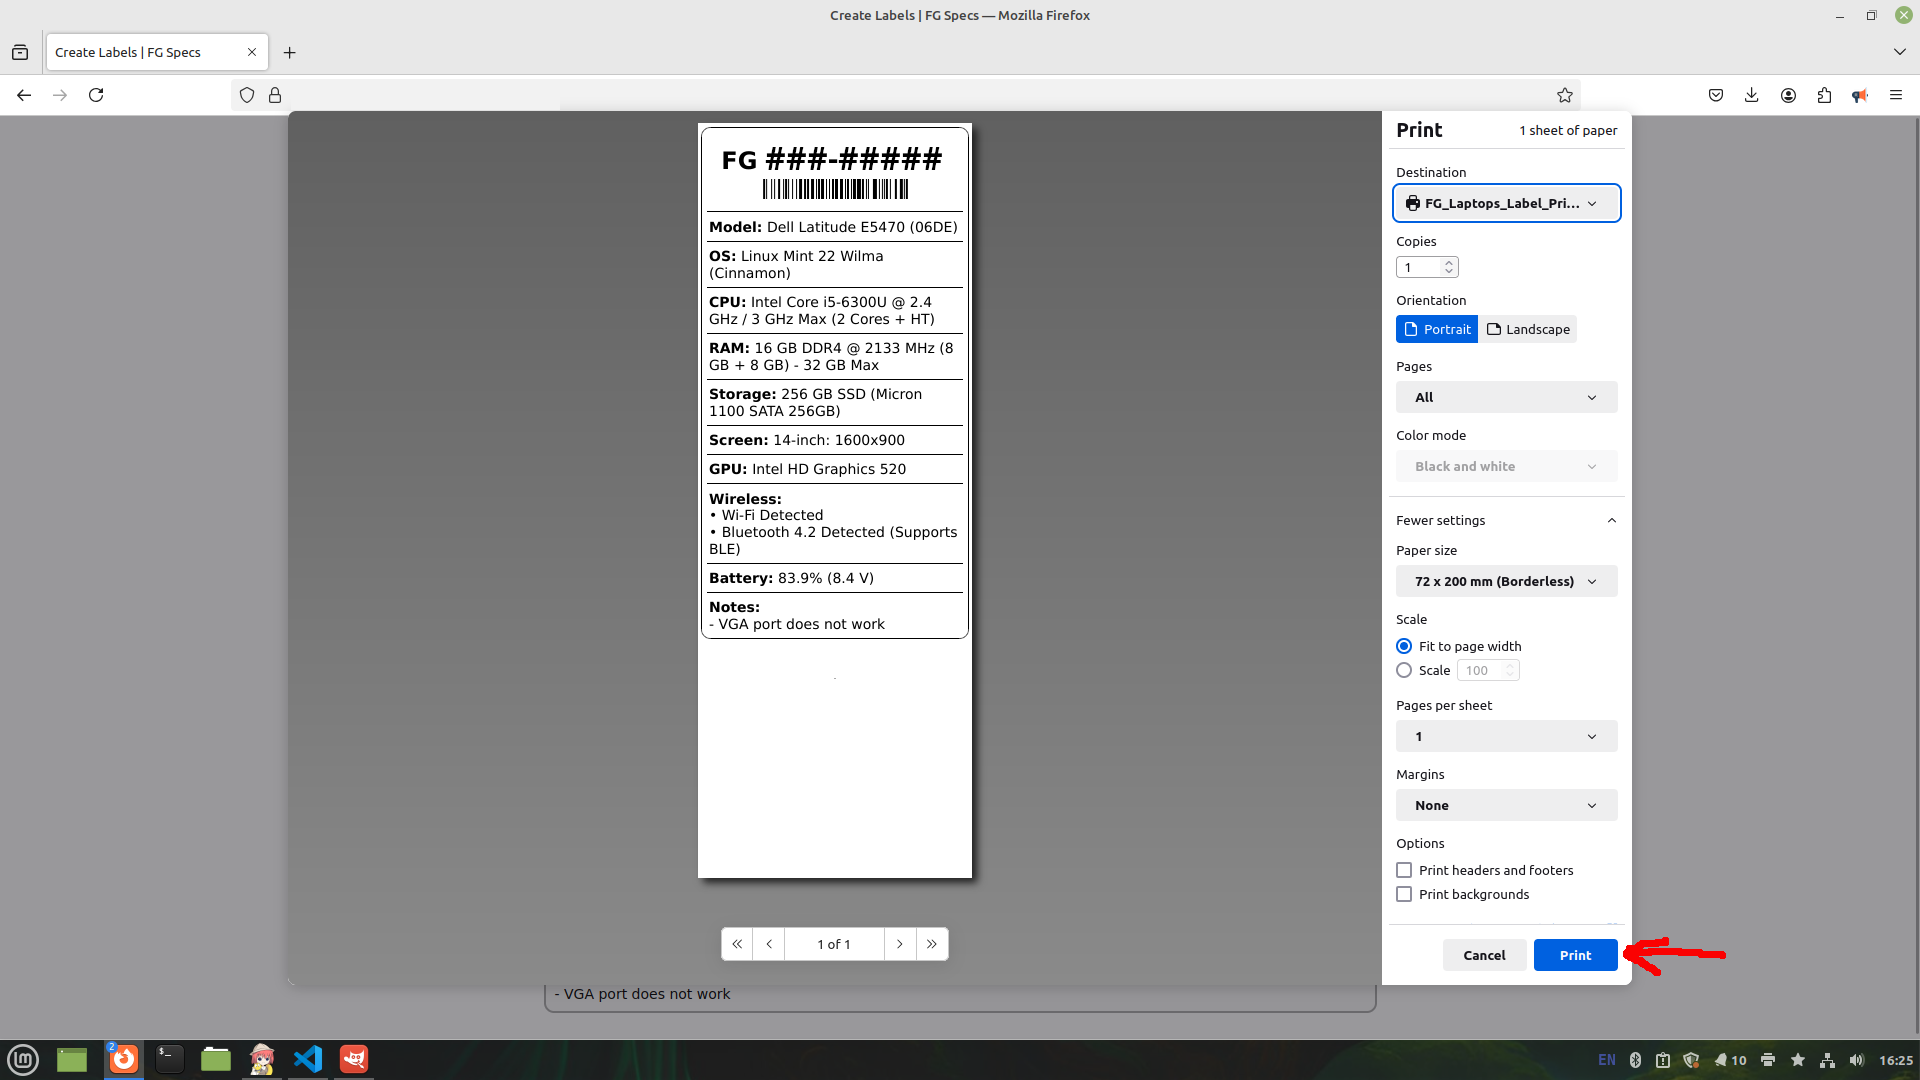 Create Labels | FG Specs — Mozilla Firefox
Create Labels | FG Specs
FG ###-#####
Model: Dell Latitude E5470 (06DE)
OS: Linux Mint 22 Wilma
(Cinnamon)
CPU: Intel Core i5-6300U @ 2.4
GHz / 3 GHz Max (2 Cores + HT)
RAM: 16 GB DDR4 @ 2133 MHz (8
GB + 8 GB) - 32 GB Max
Storage: 256 GB SSD (Micron
1100 SATA 256GB)
Screen: 14-inch: 1600x900
GPU: Intel HD Graphics 520
Wireless:
• Wi-Fi Detected
• Bluetooth 4.2 Detected (Supports
BLE)
Battery: 83.9% (8.4 V)
Notes:
- VGA port does not work
1 of 1
Print
1 sheet of paper
Destination
FG_Laptops_Label_Pri...
Copies
1
Orientation
Portrait
Landscape
Pages
All
Color mode
Black and white
Fewer settings
Paper size
72 x 200 mm (Borderless)
Scale
Fit to page width
Scale 100
Pages per sheet
1
Margins
None
Options
Print headers and footers
Print backgrounds
Cancel
Print
- VGA port does not work
2
EN
10
16:25